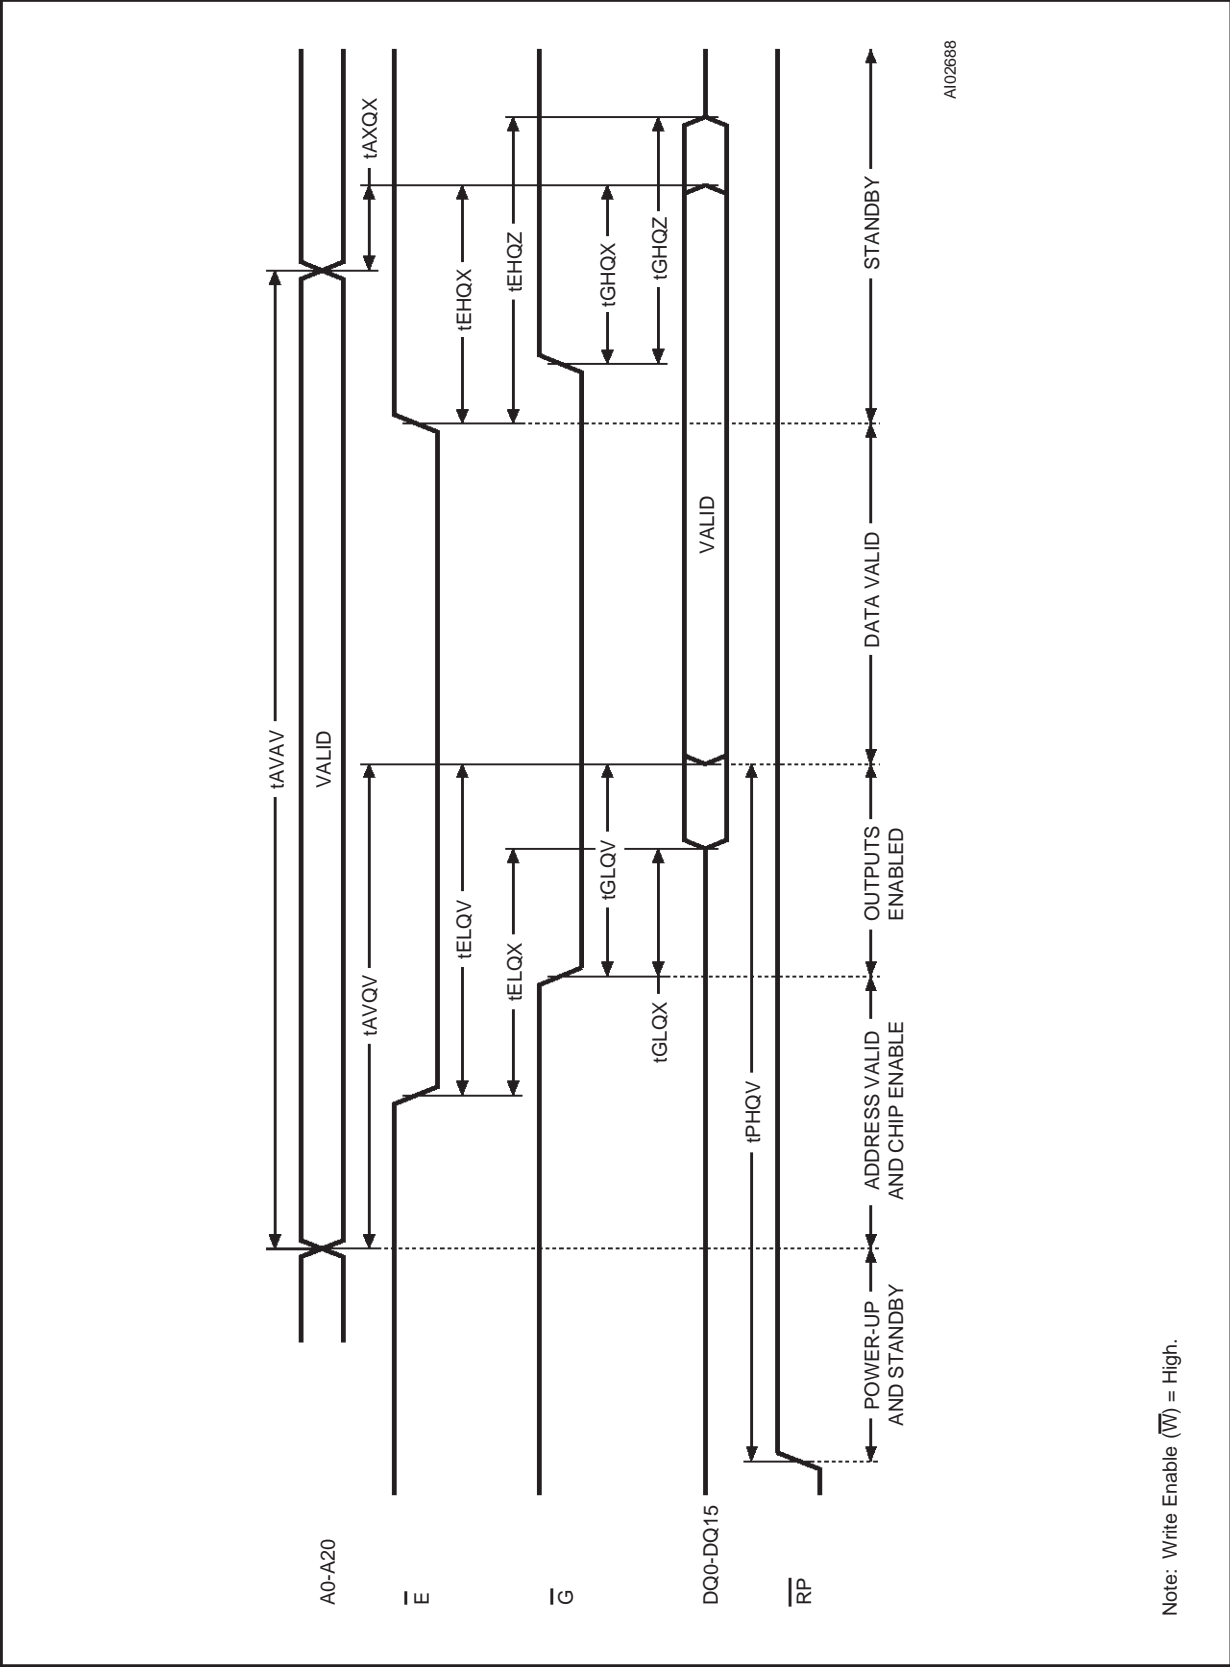 tAVAV
A0-A20
VALID
tAVQV
tAXQX
E
tELQV
tEHQX
tELQX
tEHQZ
G
tGLQV
tGHQX
tGLQX
tGHQZ
DQ0-DQ15
VALID
tPHQV
RP
POWER-UP
AND STANDBY
ADDRESS VALID
AND CHIP ENABLE
OUTPUTS
ENABLED
DATA VALID
STANDBY
AI02688
Note: Write Enable (W̅) = High.